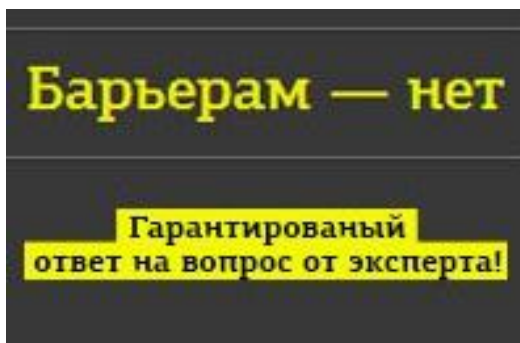 Барьерам — нет
Гарантированый
ответ на вопрос от эксперта!